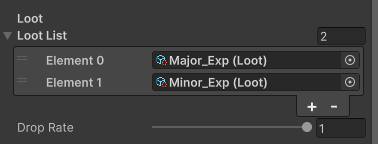 Loot
Loot List 2
Element 0 Major_Exp (Loot)
Element 1 Minor_Exp (Loot)
+ -
Drop Rate 1